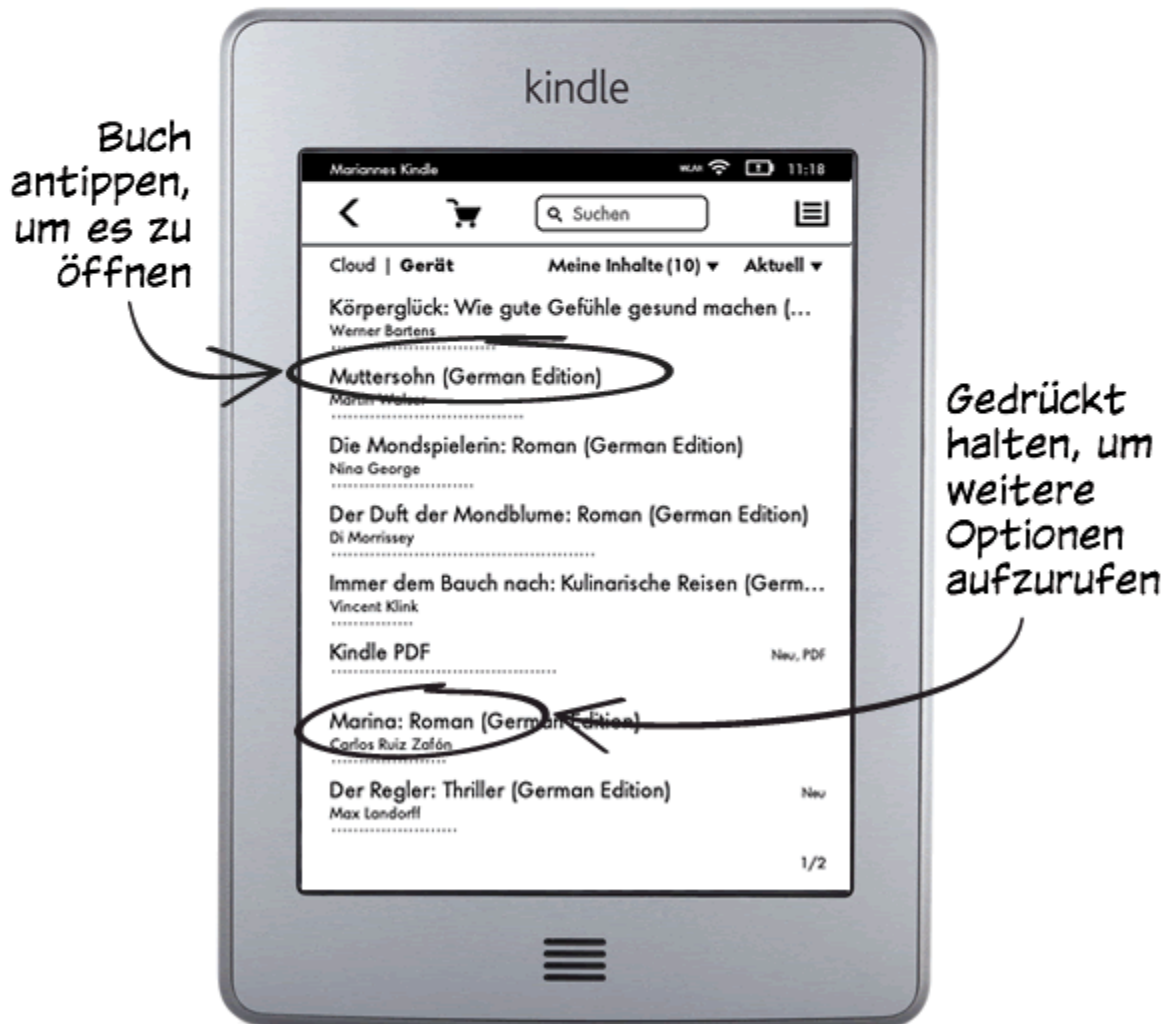 kindle
Buch
antippen,
um es zu
öffnen
Mariannes Kindle WLAN 11:18
Suchen
Cloud | Gerät Meine Inhalte (10) ▾ Aktuell ▾
Körperglück: Wie gute Gefühle gesund machen (...
Werner Bartens
Muttersohn (German Edition)
Martin Walser
Die Mondspielerin: Roman (German Edition)
Nina George
Der Duft der Mondblume: Roman (German Edition)
Di Morrissey
Immer dem Bauch nach: Kulinarische Reisen (Germ...
Vincent Klink
Kindle PDF Neu, PDF
Marina: Roman (German Edition)
Carlos Ruiz Zafón
Der Regler: Thriller (German Edition) Neu
Max Landorff
1/2
Gedrückt
halten, um
weitere
Optionen
aufzurufen